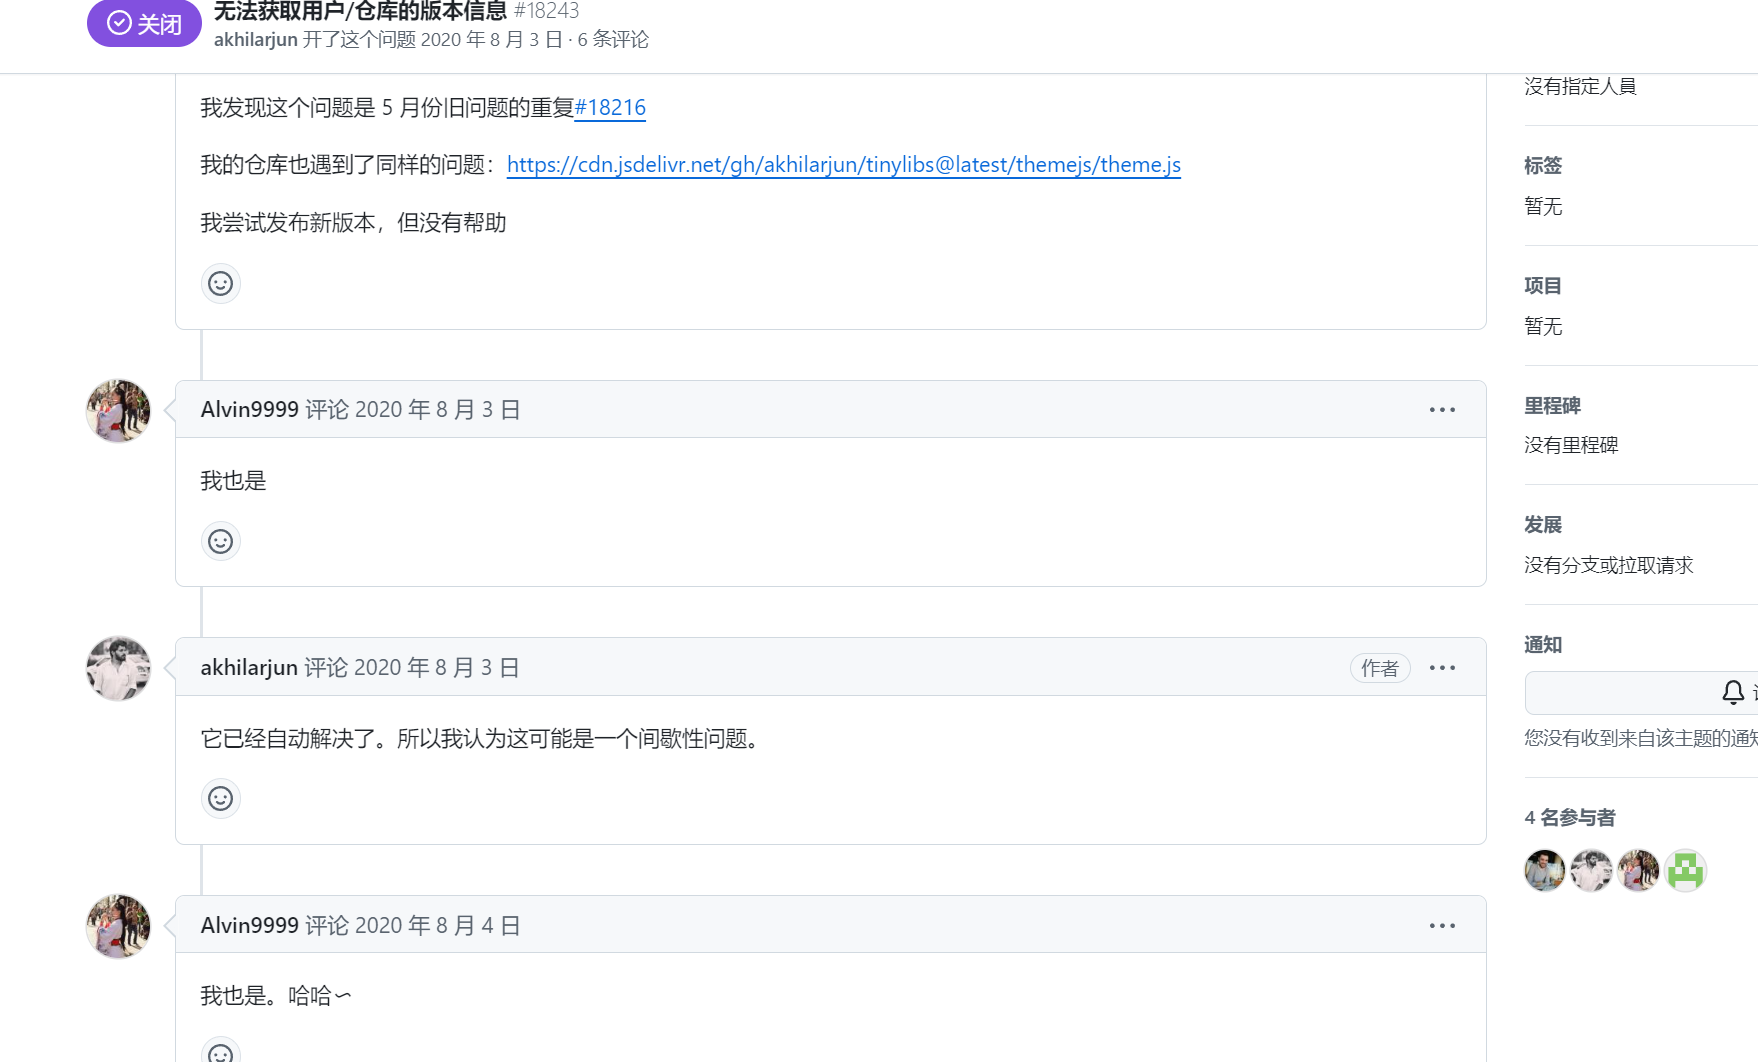 关闭
无法获取用户/仓库的版本信息 #18243
akhilarjun 开了这个问题 2020 年 8 月 3 日 · 6 条评论
我发现这个问题是 5 月份旧问题的重复#18216
我的仓库也遇到了同样的问题：https://cdn.jsdelivr.net/gh/akhilarjun/tinylibs@latest/themejs/theme.js
我尝试发布新版本，但没有帮助
Alvin9999 评论 2020 年 8 月 3 日
我也是
akhilarjun 评论 2020 年 8 月 3 日
作者
它已经自动解决了。所以我认为这可能是一个间歇性问题。
Alvin9999 评论 2020 年 8 月 4 日
我也是。哈哈∽
沒有指定人員
标签
暂无
项目
暂无
里程碑
没有里程碑
发展
没有分支或拉取请求
通知
您没有收到来自该主题的通知
4 名参与者